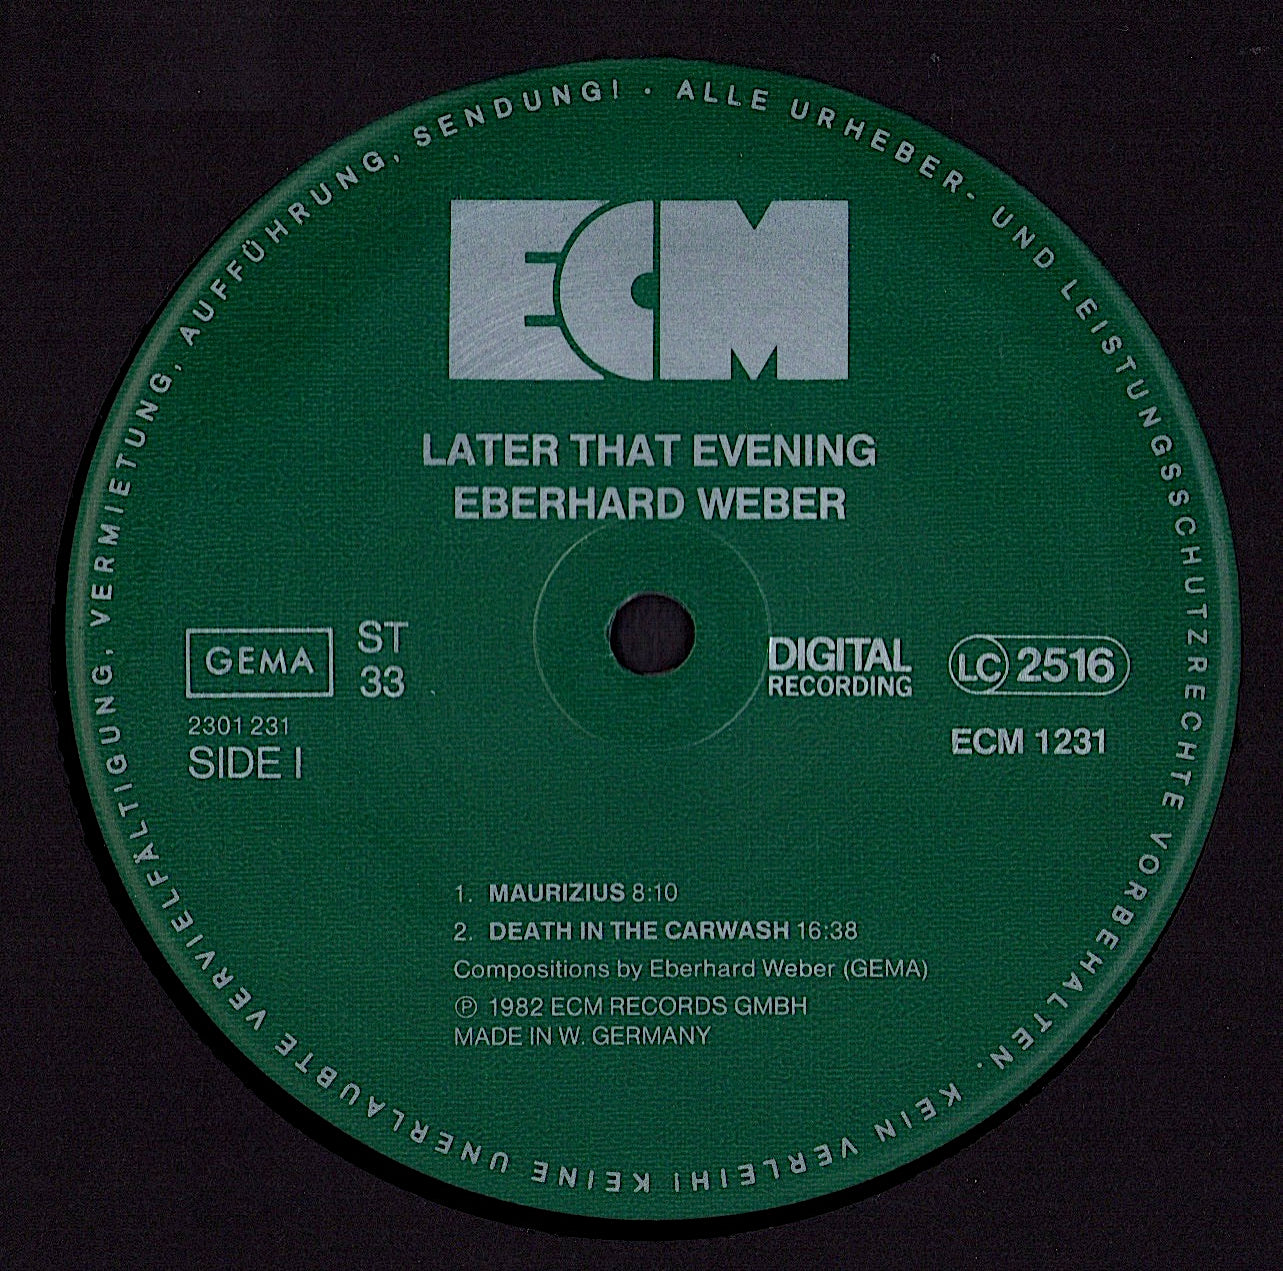 ALLE URHEBER- UND LEISTUNGSSCHUTZRECHTE VORBEHALTEN. KEIN VERLEIH! KEINE UNERLAUBTE VERVIELFÄLTIGUNG, VERMIETUNG, AUFFÜHRUNG, SENDUNG! ·
ECM
LATER THAT EVENING
EBERHARD WEBER
GEMA
ST
33
2301 231
SIDE I
DIGITAL
RECORDING
LC 2516
ECM 1231
1. MAURIZIUS 8:10
2. DEATH IN THE CARWASH 16:38
Compositions by Eberhard Weber (GEMA)
Ⓟ 1982 ECM RECORDS GMBH
MADE IN W. GERMANY